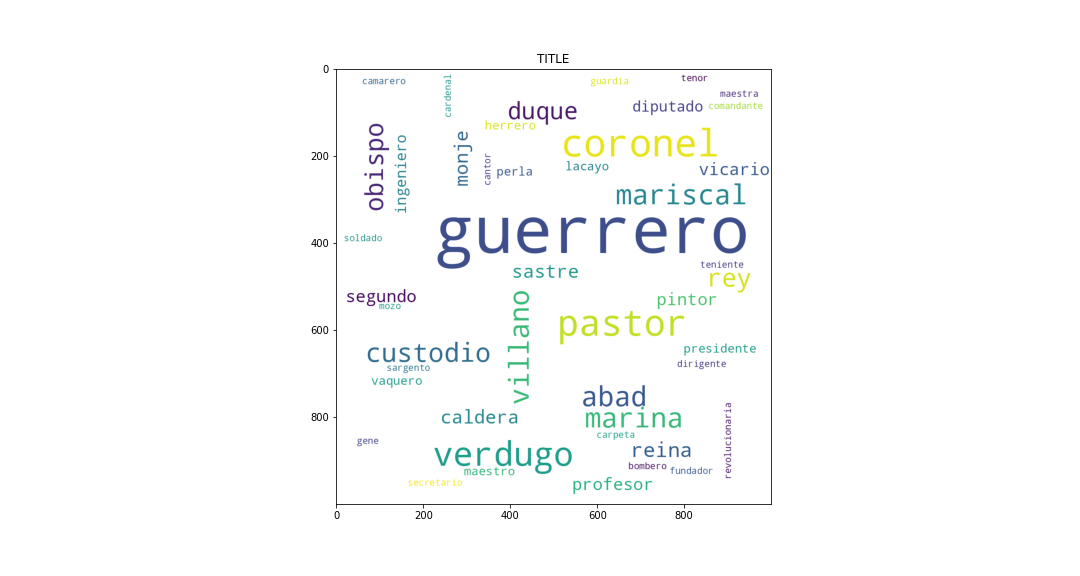 TITLE
0
camarero
cardenal
guardia
tenor
maestra
duque
diputado
comandante
herrero
obispo
ingeniero
monje
coronel
200
cantor
perla
lacayo
vicario
mariscal
guerrero
soldado
400
sastre
teniente
rey
segundo
mozo
villano
pintor
pastor
600
custodio
presidente
sargento
dirigente
vaquero
abad
caldera
marina
800
revolucionaria
gene
carpeta
verdugo
reina
maestro
bombero
fundador
secretario
profesor
0 200 400 600 800